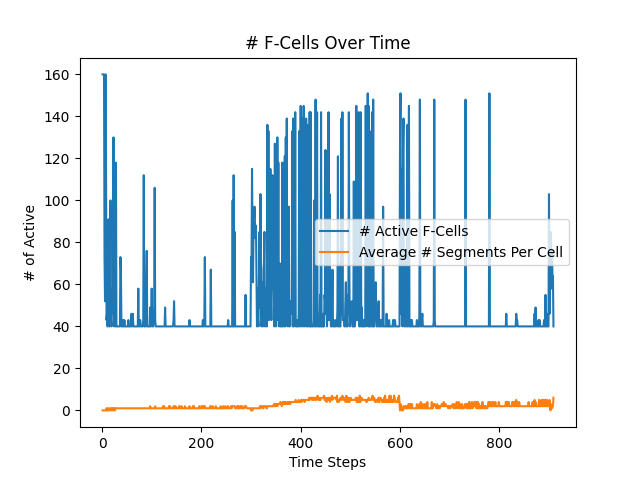 # F-Cells Over Time
# of Active
160
140
120
100
80
60
40
20
0
# Active F-Cells
Average # Segments Per Cell
0
200
400
600
800
Time Steps